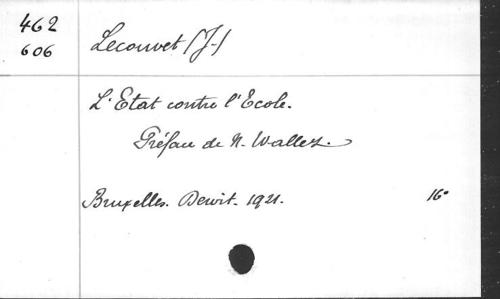 462
606
Lecouvet (J.)
L'Etat contre l'Ecole.
Préface de N. Wallez.
Bruxelles. Dewit. 1921. 16°